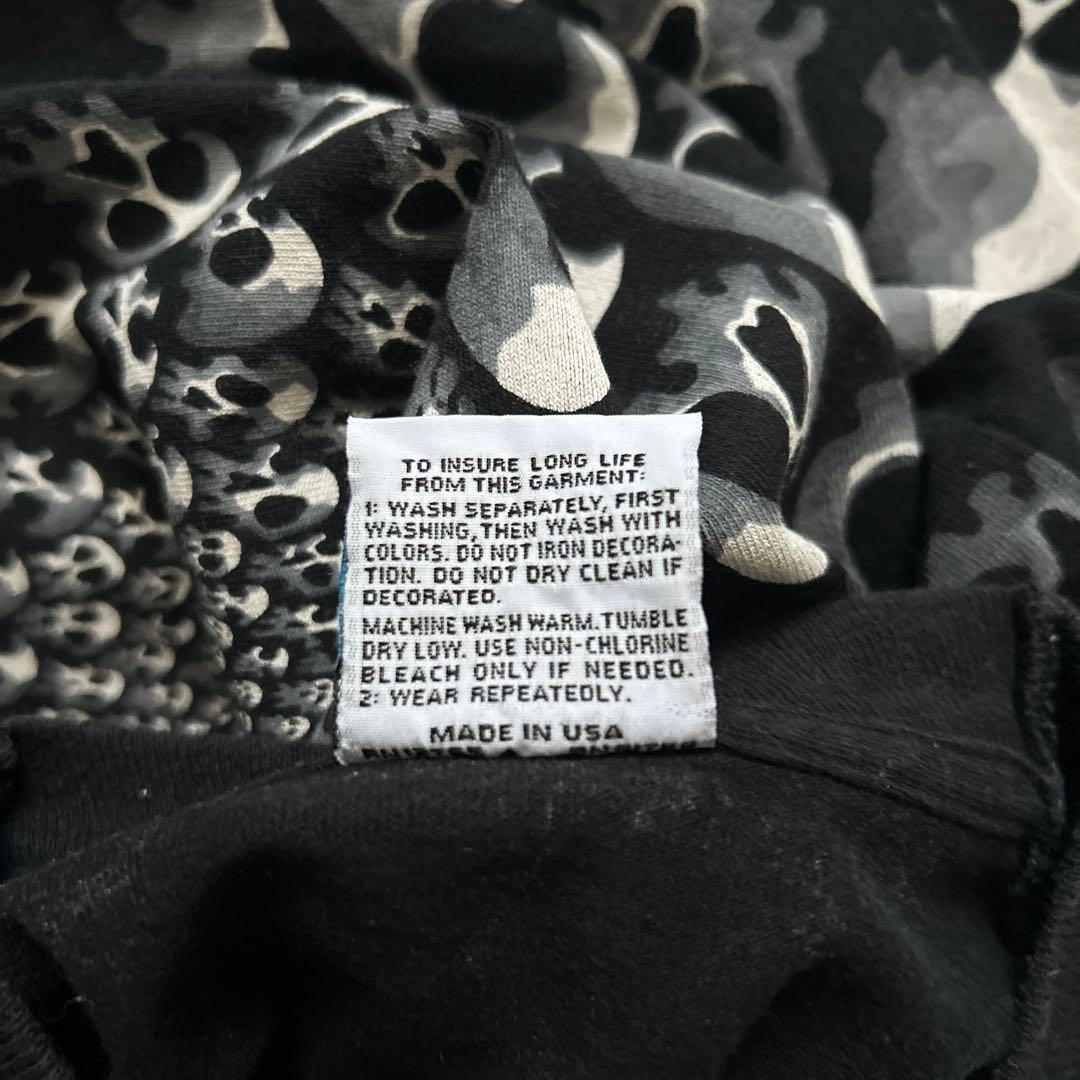 TO INSURE LONG LIFE
FROM THIS GARMENT:
1: WASH SEPARATELY, FIRST
WASHING, THEN WASH WITH
COLORS. DO NOT IRON DECORA-
TION. DO NOT DRY CLEAN IF
DECORATED.
MACHINE WASH WARM. TUMBLE
DRY LOW. USE NON-CHLORINE
BLEACH ONLY IF NEEDED.
2: WEAR REPEATEDLY.
MADE IN USA